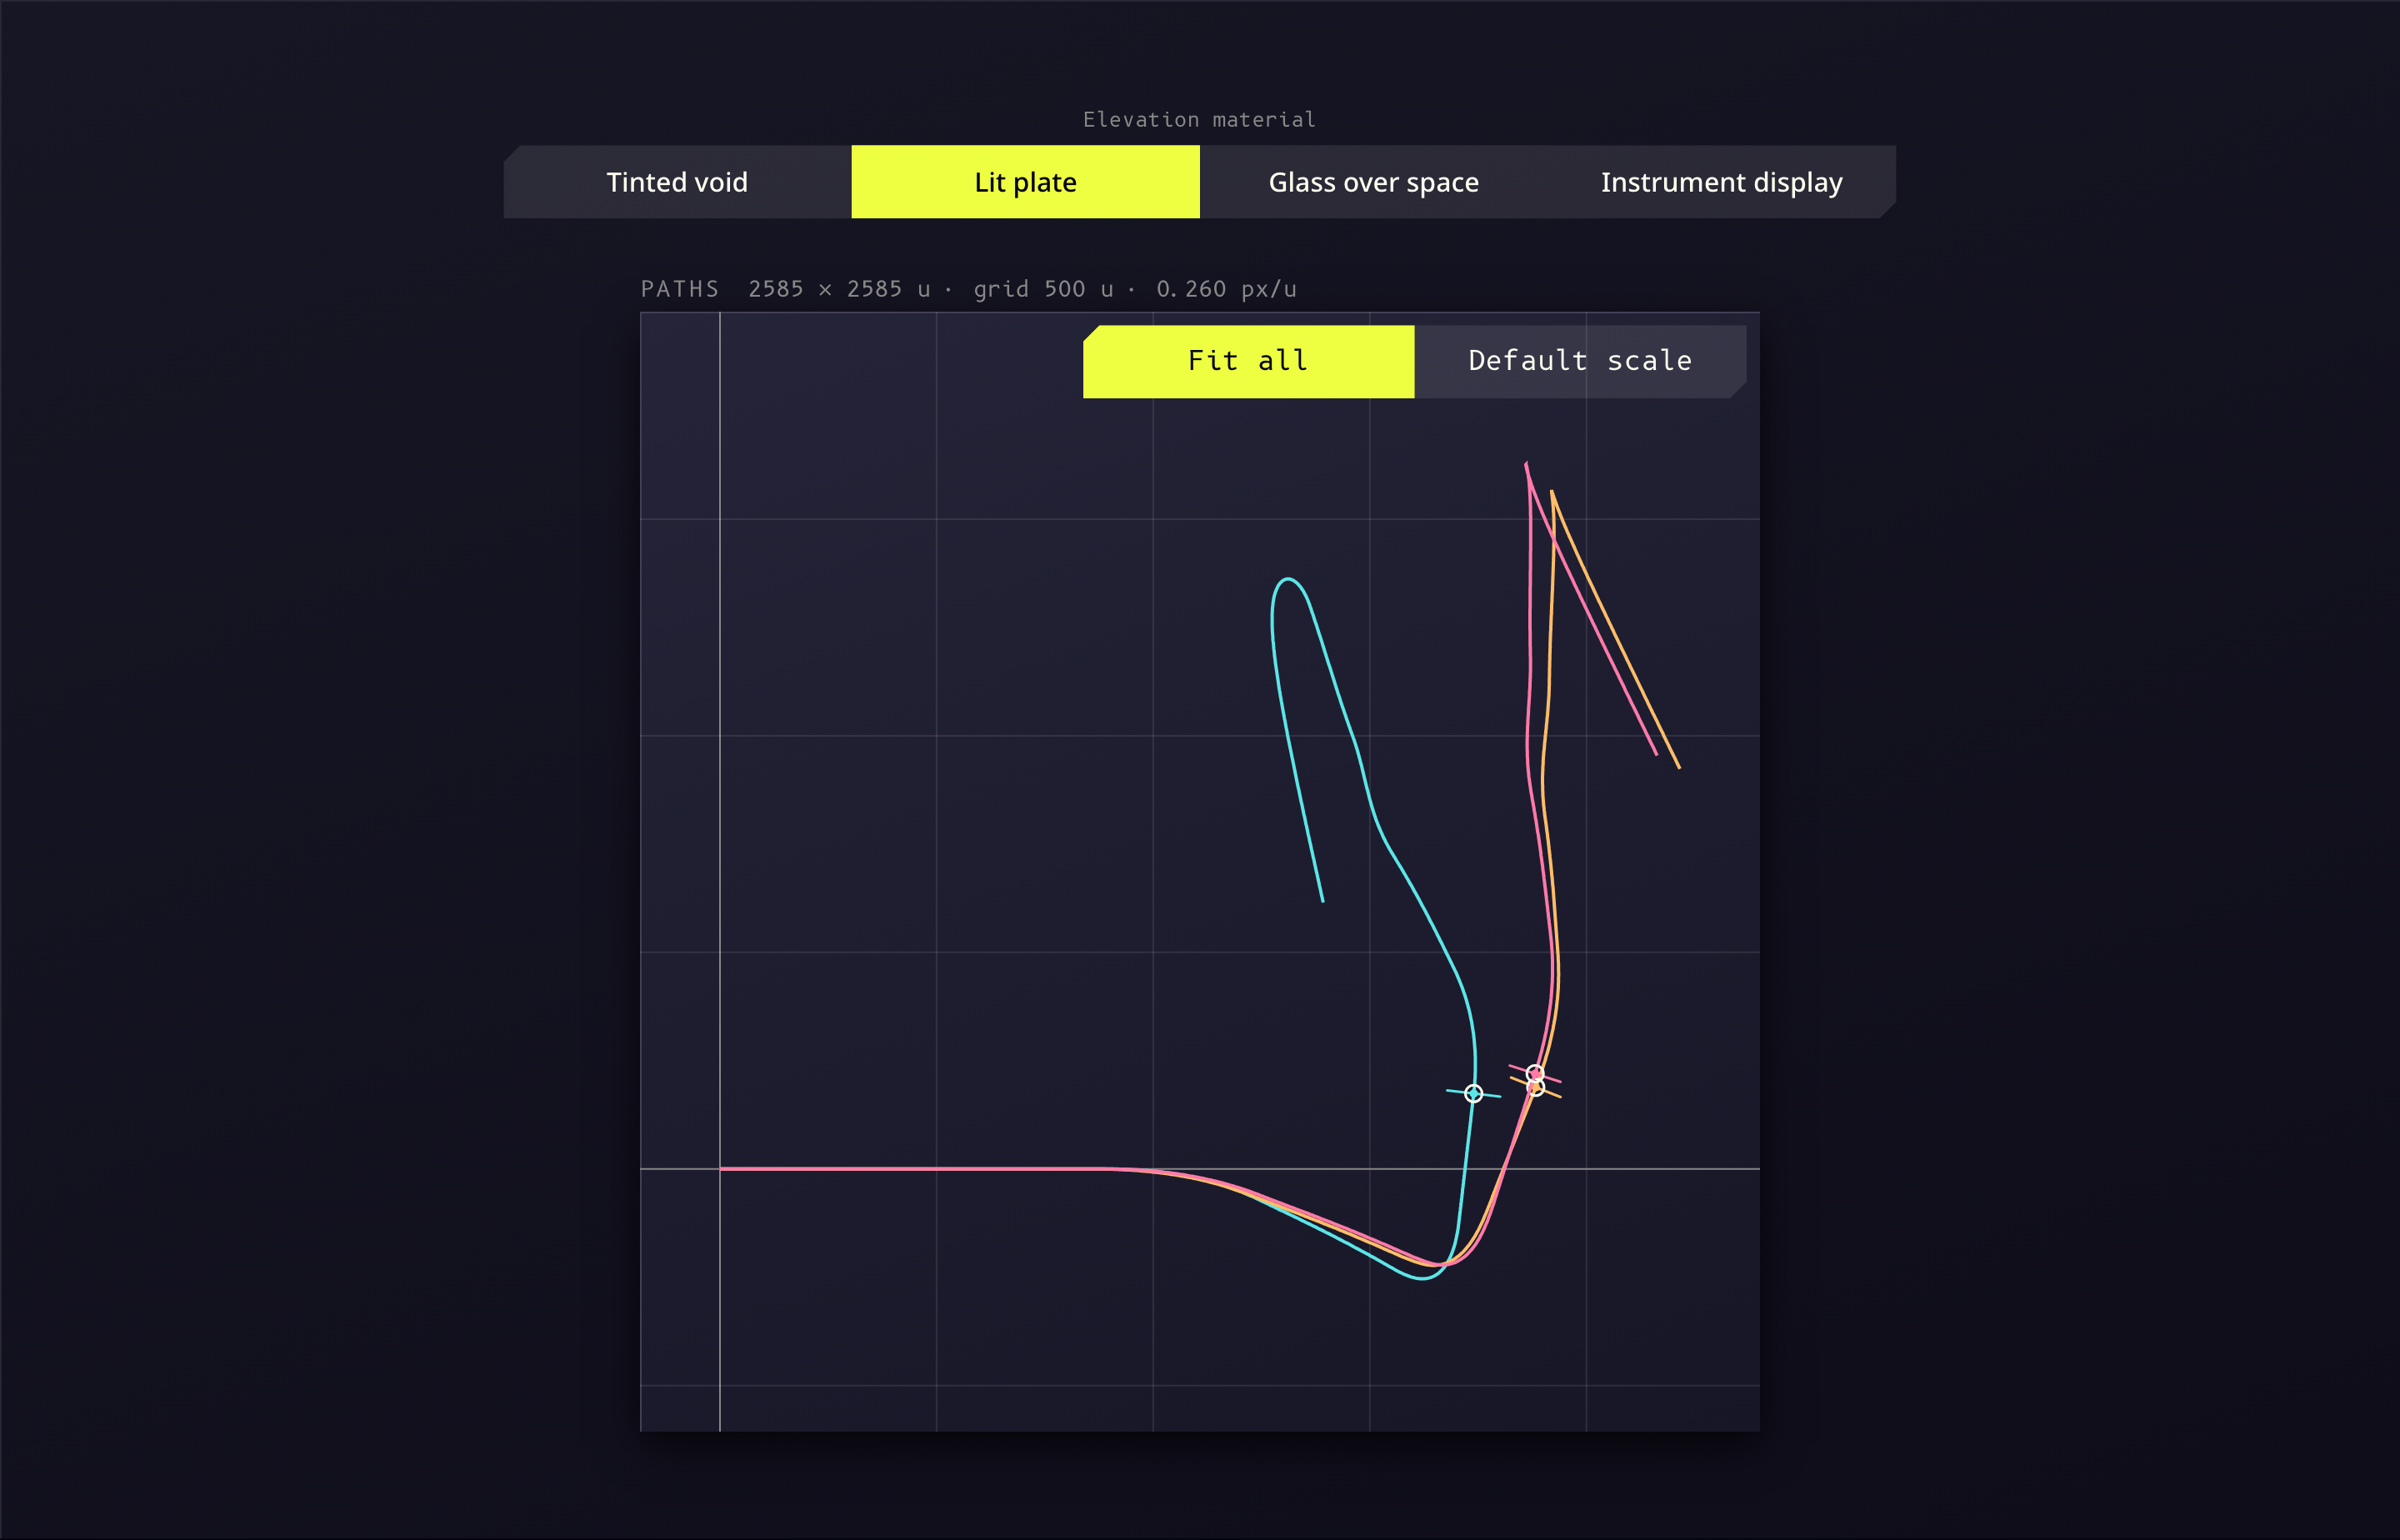 Elevation material
Tinted void Lit plate Glass over space Instrument display
PATHS 2585 × 2585 u · grid 500 u · 0.260 px/u
Fit all Default scale